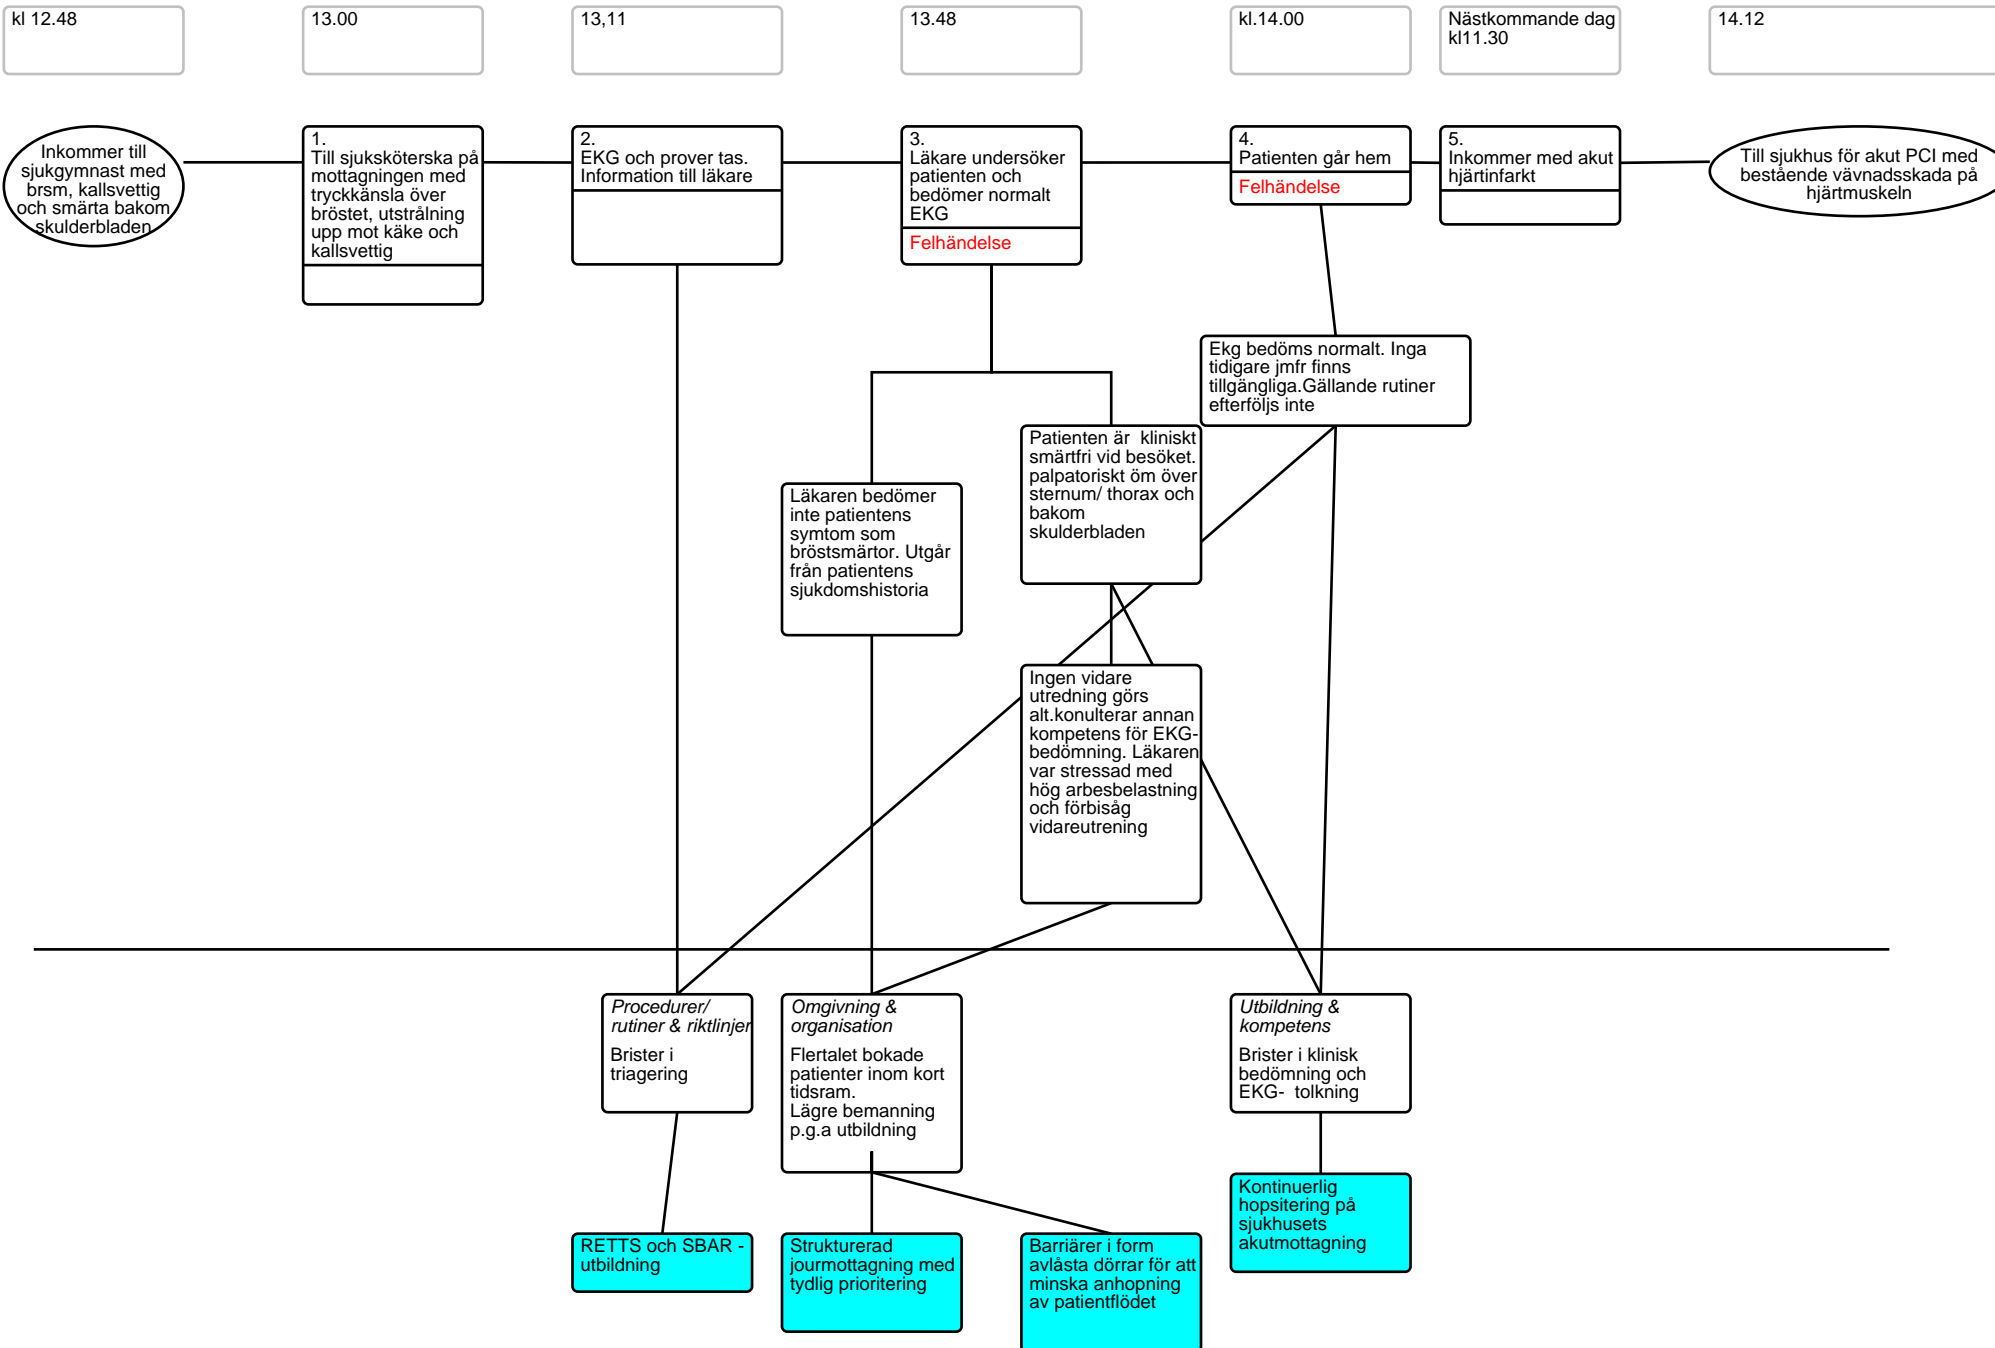 kl 12.48
13.00
13,11
13.48
kl.14.00
Nästkommande dag
kl11.30
14.12
Inkommer till
sjukgymnast med
brsm, kallsvettig
och smärta bakom
skulderbladen
1.
Till sjuksköterska på
mottagningen med
tryckkänsla över
bröstet, utstrålning
upp mot käke och
kallsvettig
2.
EKG och prover tas.
Information till läkare
3.
Läkare undersöker
patienten och
bedömer normalt
EKG
Felhändelse
4.
Patienten går hem
Felhändelse
5.
Inkommer med akut
hjärtinfarkt
Till sjukhus för akut PCI med
bestående vävnadsskada på
hjärtmuskeln
Ekg bedöms normalt. Inga
tidigare jmfr finns
tillgängliga.Gällande rutiner
efterföljs inte
Patienten är  kliniskt
smärtfri vid besöket.
palpatoriskt öm över
sternum/ thorax och
bakom
skulderbladen
Läkaren bedömer
inte patientens
symtom som
bröstsmärtor. Utgår
från patientens
sjukdomshistoria
Ingen vidare
utredning görs
alt.konulterar annan
kompetens för EKG-
bedömning. Läkaren
var stressad med
hög arbesbelastning
och förbisåg
vidareutrening
Procedurer/
rutiner & riktlinjer
Brister i
triagering
Omgivning &
organisation
Flertalet bokade
patienter inom kort
tidsram.
Lägre bemanning
p.g.a utbildning
Utbildning &
kompetens
Brister i klinisk
bedömning och
EKG-  tolkning
Kontinuerlig
hopsitering på
sjukhusets
akutmottagning
RETTS och SBAR -
utbildning
Strukturerad
jourmottagning med
tydlig prioritering
Barriärer i form
avlåsta dörrar för att
minska anhopning
av patientflödet